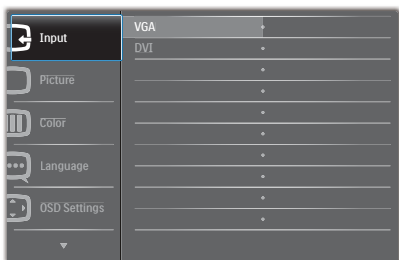 Input
VGA
DVI
Picture
Color
Language
OSD Settings